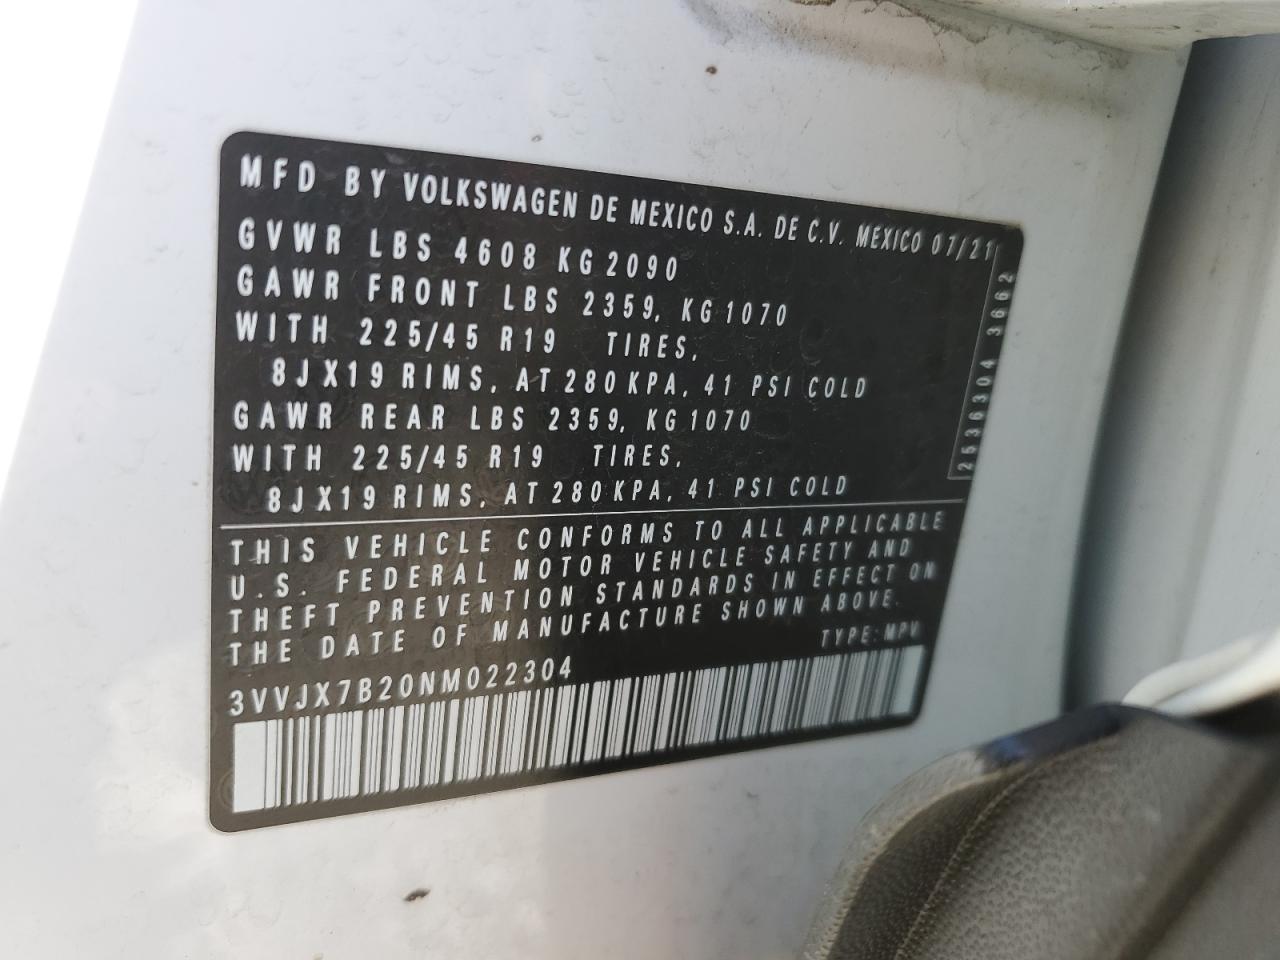 MFD BY VOLKSWAGEN DE MEXICO S.A. DE C.V. MEXICO 07/21
GVWR LBS 4608 KG 2090
GAWR FRONT LBS 2359, KG 1070
WITH 225/45 R19 TIRES,
8JX19 RIMS, AT 280 KPA, 41 PSI COLD
GAWR REAR LBS 2359, KG 1070
WITH 225/45 R19 TIRES,
8JX19 RIMS, AT 280 KPA, 41 PSI COLD
2536304 3662
THIS VEHICLE CONFORMS TO ALL APPLICABLE
U.S. FEDERAL MOTOR VEHICLE SAFETY AND
THEFT PREVENTION STANDARDS IN EFFECT ON
THE DATE OF MANUFACTURE SHOWN ABOVE.
TYPE: MPV
3VVJX7B20NM022304